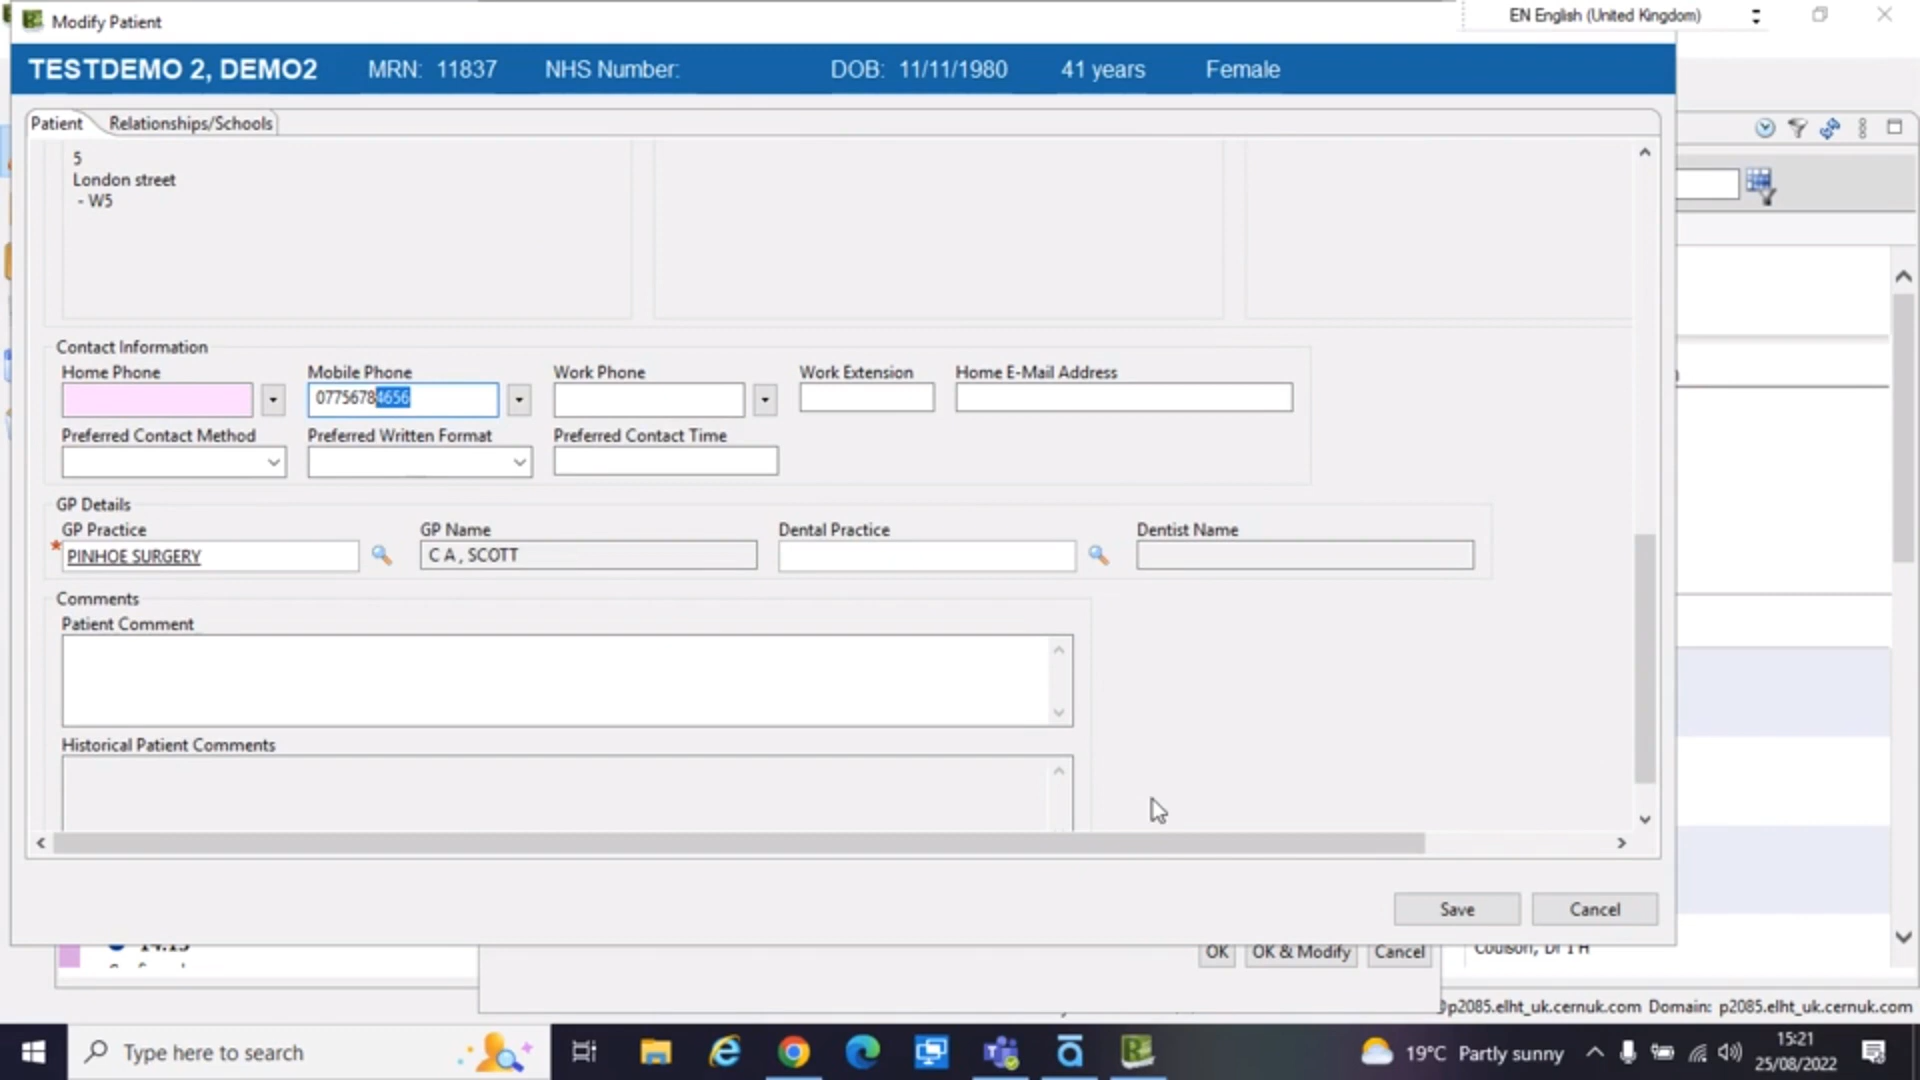 Modify Patient
EN English (United Kingdom)
TESTDEMO 2, DEMO2 MRN: 11837 NHS Number: DOB: 11/11/1980 41 years Female
Patient Relationships/Schools
5
London street
- W5
Contact Information
Home Phone Mobile Phone Work Phone Work Extension Home E-Mail Address
07756784656
Preferred Contact Method Preferred Written Format Preferred Contact Time
GP Details
GP Practice GP Name Dental Practice Dentist Name
* PINHOE SURGERY C A , SCOTT
Comments
Patient Comment
Historical Patient Comments
Save Cancel
OK OK & Modify Cancel
Coulson, Dr I H
p2085.elht_uk.cernuk.com Domain: p2085.elht_uk.cernuk.com
Type here to search
19°C Partly sunny
15:21
25/08/2022